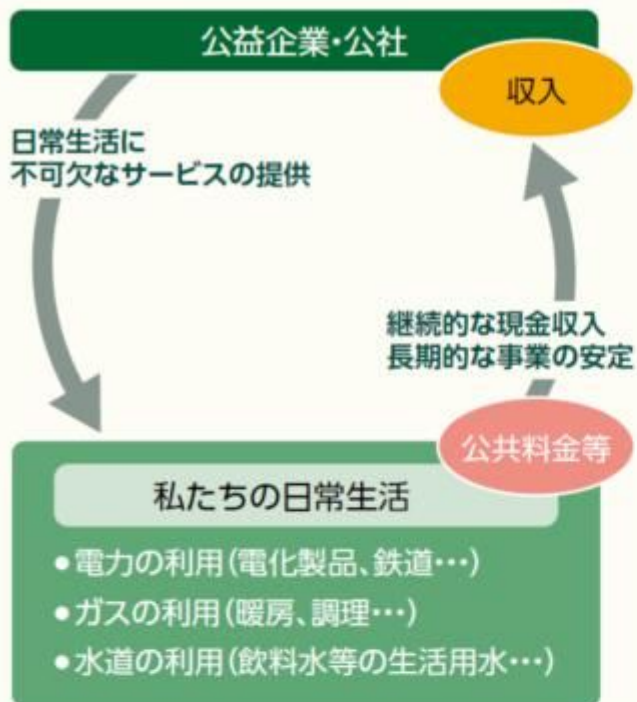 公益企業・公社
収入
日常生活に
不可欠なサービスの提供
継続的な現金収入
長期的な事業の安定
公共料金等
私たちの日常生活
●電力の利用（電化製品、鉄道…）
●ガスの利用（暖房、調理…）
●水道の利用（飲料水等の生活用水…）